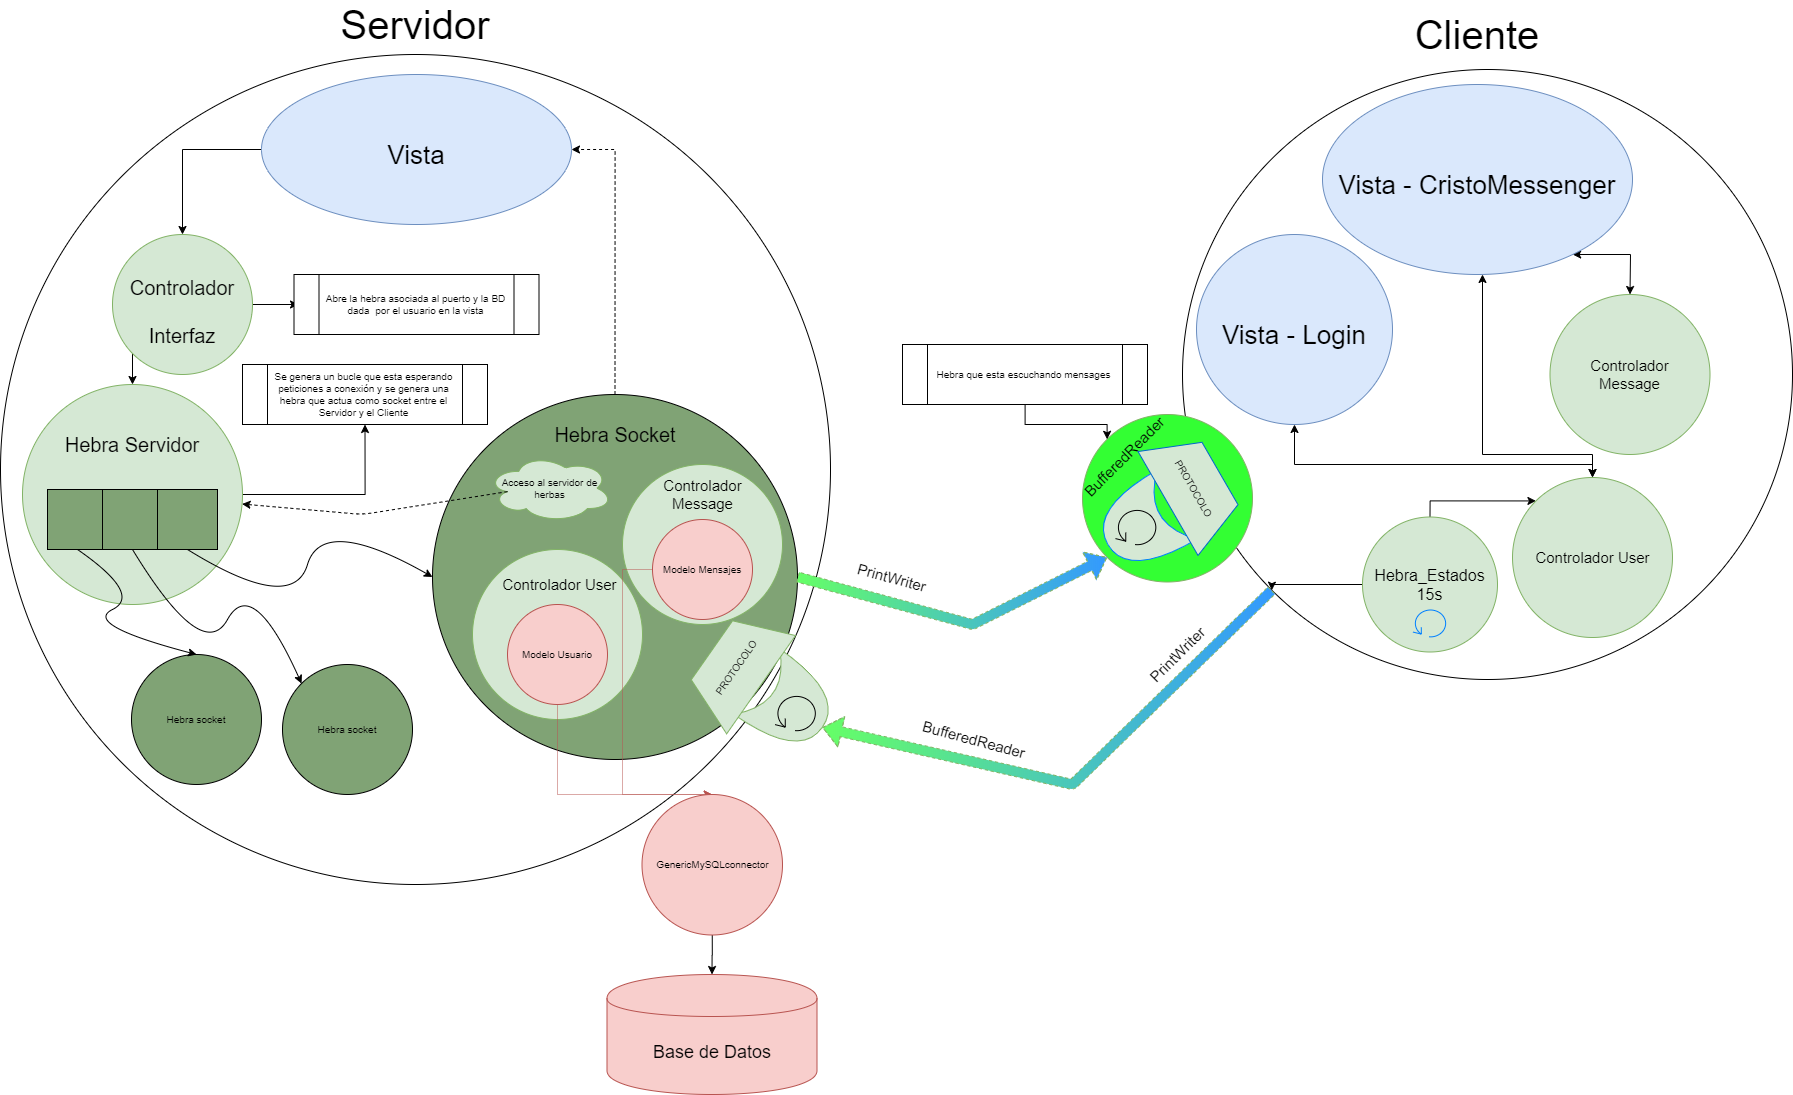 Servidor
Cliente
Vista
Vista - CristoMessenger
Controlador
Interfaz
Abre la hebra asociada al puerto y la BD
dada  por el usuario en la vista
Vista - Login
Controlador
Message
Se genera un bucle que esta esperando
peticiones a conexión y se genera una
hebra que actua como socket entre el
Servidor y el Cliente
Hebra que esta escuchando mensages
Hebra Servidor
Hebra Socket
Acceso al servidor de
herbas
Controlador
Message
Modelo Mensajes
Controlador User
Modelo Usuario
PROTOCOLO
BufferedReader
PROTOCOLO
PrintWriter
Hebra_Estados
15s
Controlador User
PrintWriter
BufferedReader
Hebra socket
Hebra socket
GenericMySQLconnector
Base de Datos